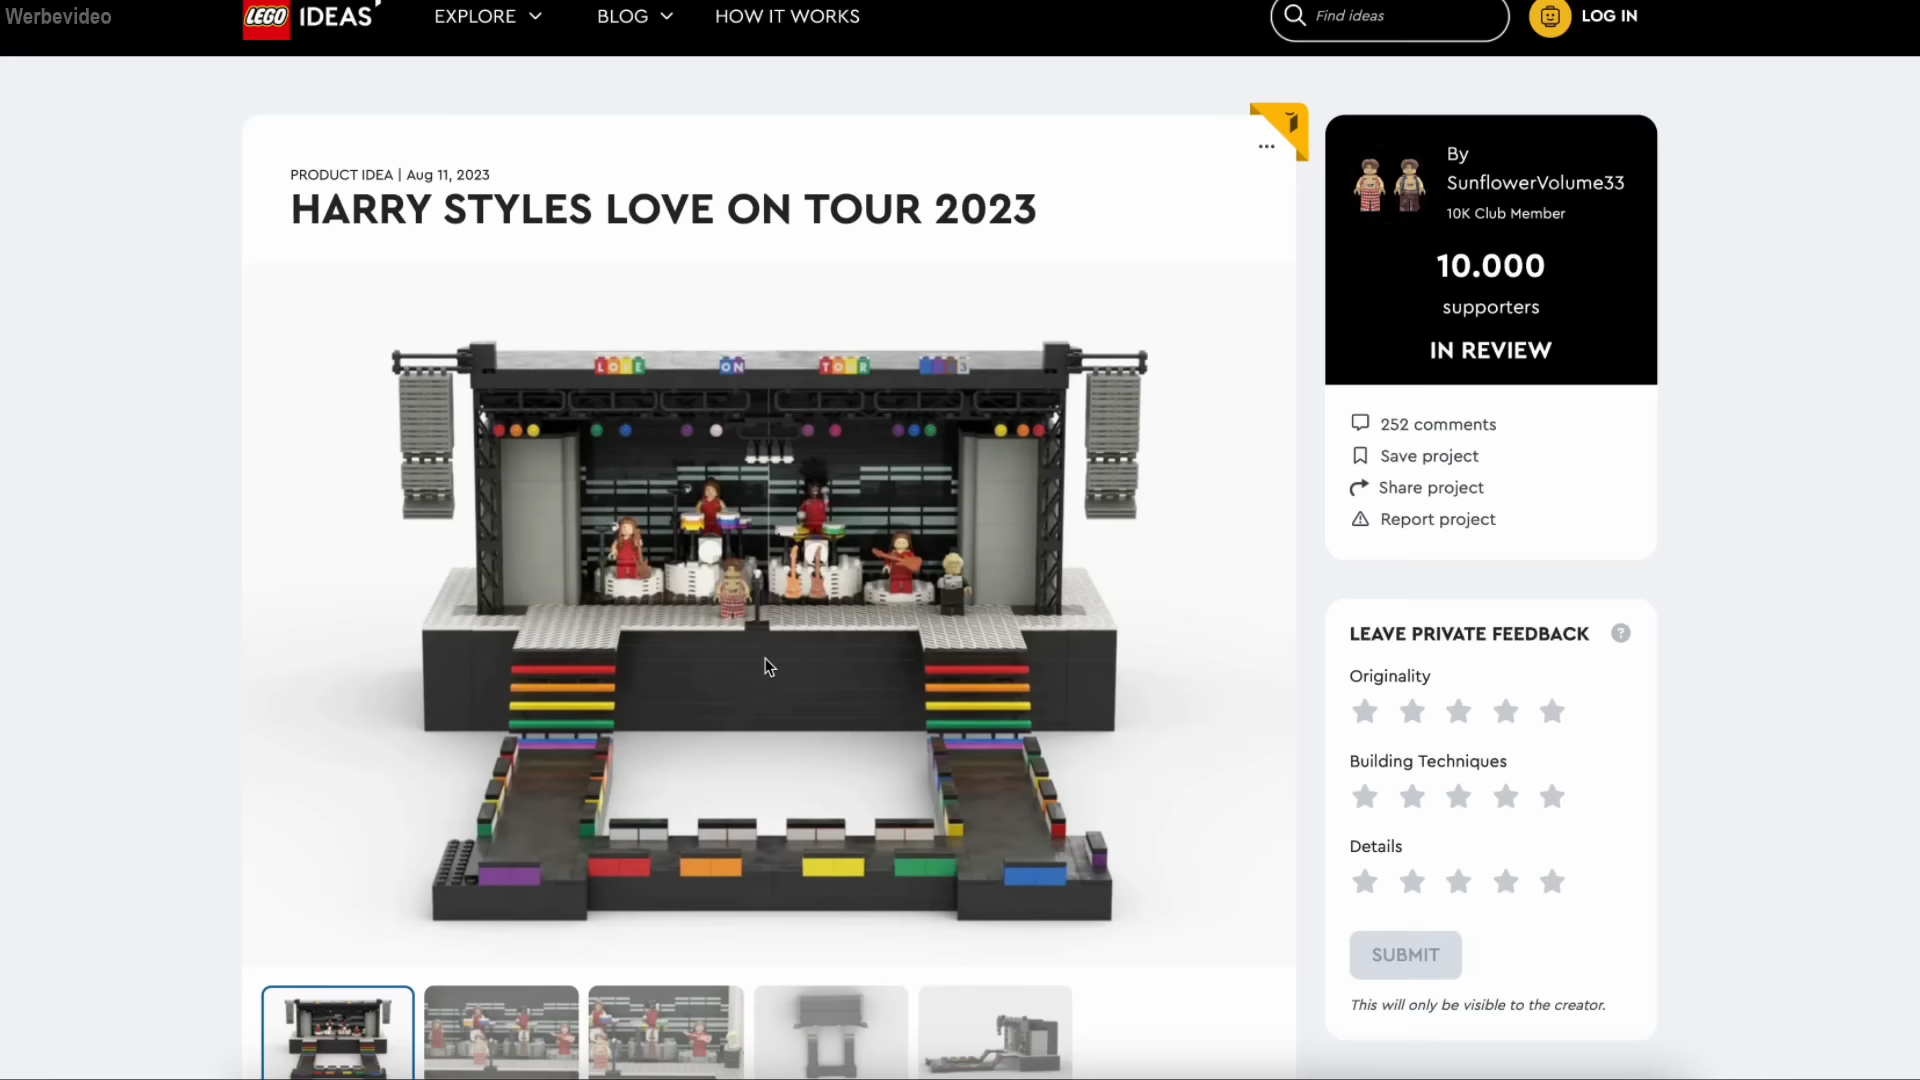 Werbevideo
LEGO IDEAS
EXPLORE
BLOG
HOW IT WORKS
Find ideas
LOG IN
PRODUCT IDEA | Aug 11, 2023
HARRY STYLES LOVE ON TOUR 2023
LOVE ON TOUR
By
SunflowerVolume33
10K Club Member
10.000
supporters
IN REVIEW
252 comments
Save project
Share project
Report project
LEAVE PRIVATE FEEDBACK ?
Originality
Building Techniques
Details
SUBMIT
This will only be visible to the creator.